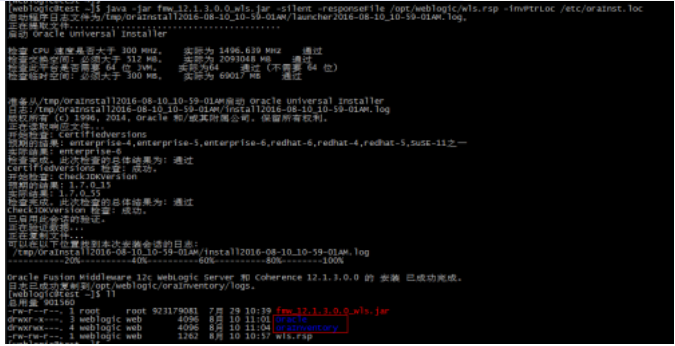 [weblogic@test ~]$ java -jar fmw_12.1.3.0.0_wls.jar -silent -responseFile /opt/weblogic/wls.rsp -invPtrLoc /etc/oraInst.loc
启动程序日志文件为/tmp/OraInstall2016-08-10_10-59-01AM/launcher2016-08-10_10-59-01AM.log。
正在提取文件.......................................
启动 Oracle Universal Installer
检查 CPU 速度是否大于 300 MHz。 实际为 1496.639 MHz 通过
检查交换空间: 必须大于 512 MB。 实际为 2093048 MB 通过
检查此平台是否需要 64 位 JVM。 实际为64 通过 (不需要 64 位)
检查临时空间: 必须大于 300 MB。 实际为 69017 MB 通过
准备从/tmp/OraInstall2016-08-10_10-59-01AM启动 Oracle Universal Installer
日志:/tmp/OraInstall2016-08-10_10-59-01AM/install2016-08-10_10-59-01AM.log
版权所有 (c) 1996, 2014, Oracle 和/或其附属公司。保留所有权利。
正在读取响应文件...
开始检查: CertifiedVersions
预期的结果: enterprise-4,enterprise-5,enterprise-6,redhat-6,redhat-4,redhat-5,SUSE-11之一
实际结果: enterprise-6
检查完成。此次检查的总体结果为: 通过
CertifiedVersions 检查: 成功。
开始检查: CheckJDKVersion
预期的结果: 1.7.0_15
实际结果: 1.7.0_55
检查完成。此次检查的总体结果为: 通过
CheckJDKVersion 检查: 成功。
已启用此会话的验证。
正在验证数据...
正在复制文件...
可以在以下位置找到本次安装会话的日志:
/tmp/OraInstall2016-08-10_10-59-01AM/install2016-08-10_10-59-01AM.log
-----------20%----------40%----------60%----------80%--------100%
Oracle Fusion Middleware 12c WebLogic Server 和 Coherence 12.1.3.0.0 的 安装 已成功完成。
日志已成功复制到/opt/weblogic/oraInventory/logs。
[weblogic@test ~]$ ll
总用量 901560
-rw-r--r--. 1 root root 923179081 7月 29 10:39 fmw_12.1.3.0.0_wls.jar
drwxr-x---. 3 weblogic web 4096 8月 10 11:01 oracle
drwxrwx---. 4 weblogic web 4096 8月 10 11:04 oraInventory
-rw-rw-r--. 1 weblogic web 1262 8月 10 10:57 wls.rsp